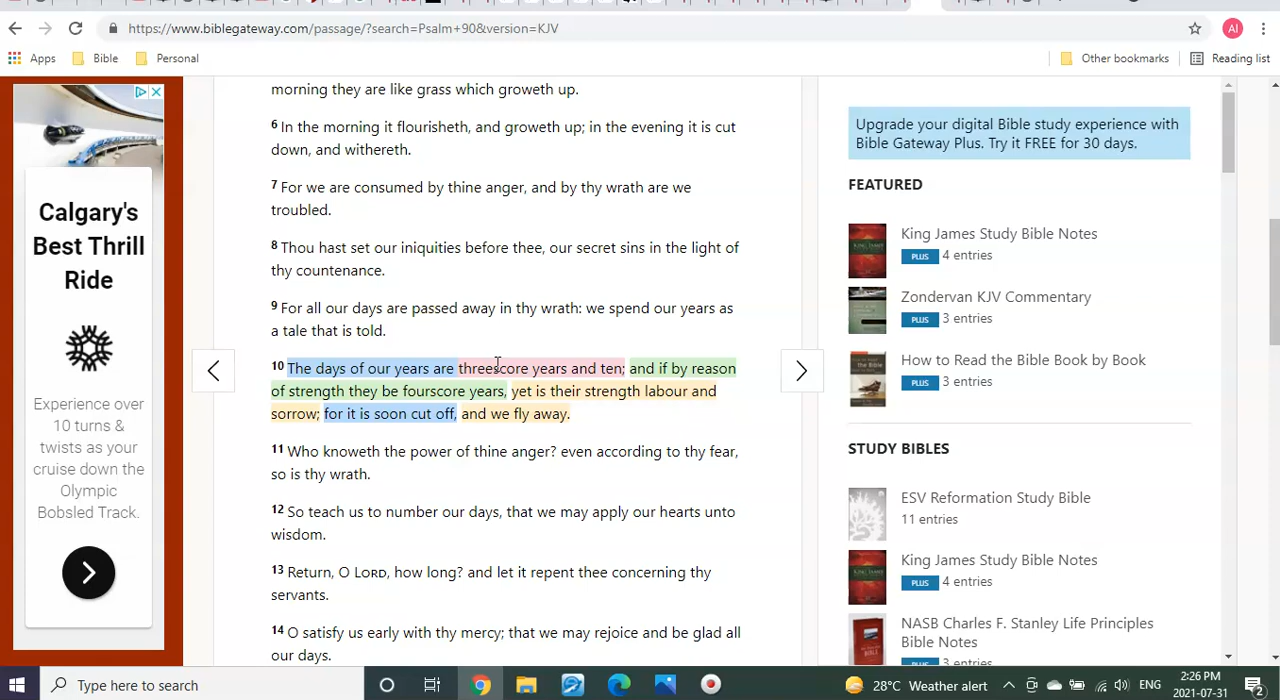 https://www.biblegateway.com/passage/?search=Psalm+90&version=KJV
Al
Apps
Bible
Personal
Other bookmarks
Reading list
Calgary's
Best Thrill
Ride
Experience over
10 turns &
twists as your
cruise down the
Olympic
Bobsled Track.
morning they are like grass which groweth up.
6 In the morning it flourisheth, and groweth up; in the evening it is cut
down, and withereth.
7 For we are consumed by thine anger, and by thy wrath are we
troubled.
8 Thou hast set our iniquities before thee, our secret sins in the light of
thy countenance.
9 For all our days are passed away in thy wrath: we spend our years as
a tale that is told.
10 The days of our years are threescore years and ten; and if by reason
of strength they be fourscore years, yet is their strength labour and
sorrow; for it is soon cut off, and we fly away.
11 Who knoweth the power of thine anger? even according to thy fear,
so is thy wrath.
12 So teach us to number our days, that we may apply our hearts unto
wisdom.
13 Return, O LORD, how long? and let it repent thee concerning thy
servants.
14 O satisfy us early with thy mercy; that we may rejoice and be glad all
our days.
Upgrade your digital Bible study experience with
Bible Gateway Plus. Try it FREE for 30 days.
FEATURED
King James Study Bible Notes
PLUS 4 entries
Zondervan KJV Commentary
PLUS 3 entries
How to Read the Bible Book by Book
PLUS 3 entries
STUDY BIBLES
ESV Reformation Study Bible
11 entries
King James Study Bible Notes
PLUS 4 entries
NASB Charles F. Stanley Life Principles
Bible Notes
PLUS 3 entries
Type here to search
28°C Weather alert
ENG
2:26 PM
2021-07-31
2